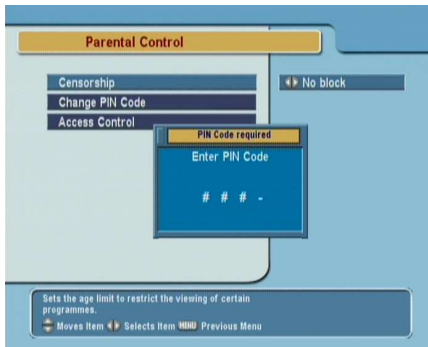 Parental Control
Censorship
No block
Change PIN Code
Access Control
PIN Code required
Enter PIN Code
# # # -
Sets the age limit to restrict the viewing of certain
programmes.
Moves Item Selects Item MENU Previous Menu